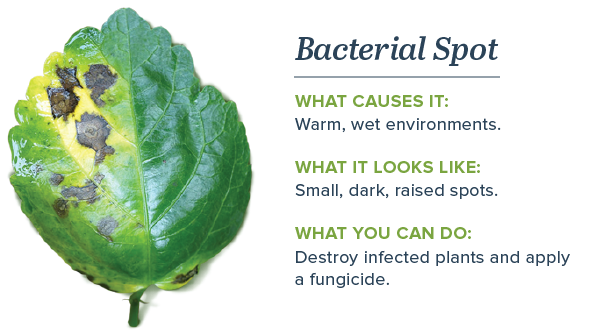 Bacterial Spot
WHAT CAUSES IT:
Warm, wet environments.
WHAT IT LOOKS LIKE:
Small, dark, raised spots.
WHAT YOU CAN DO:
Destroy infected plants and apply
a fungicide.